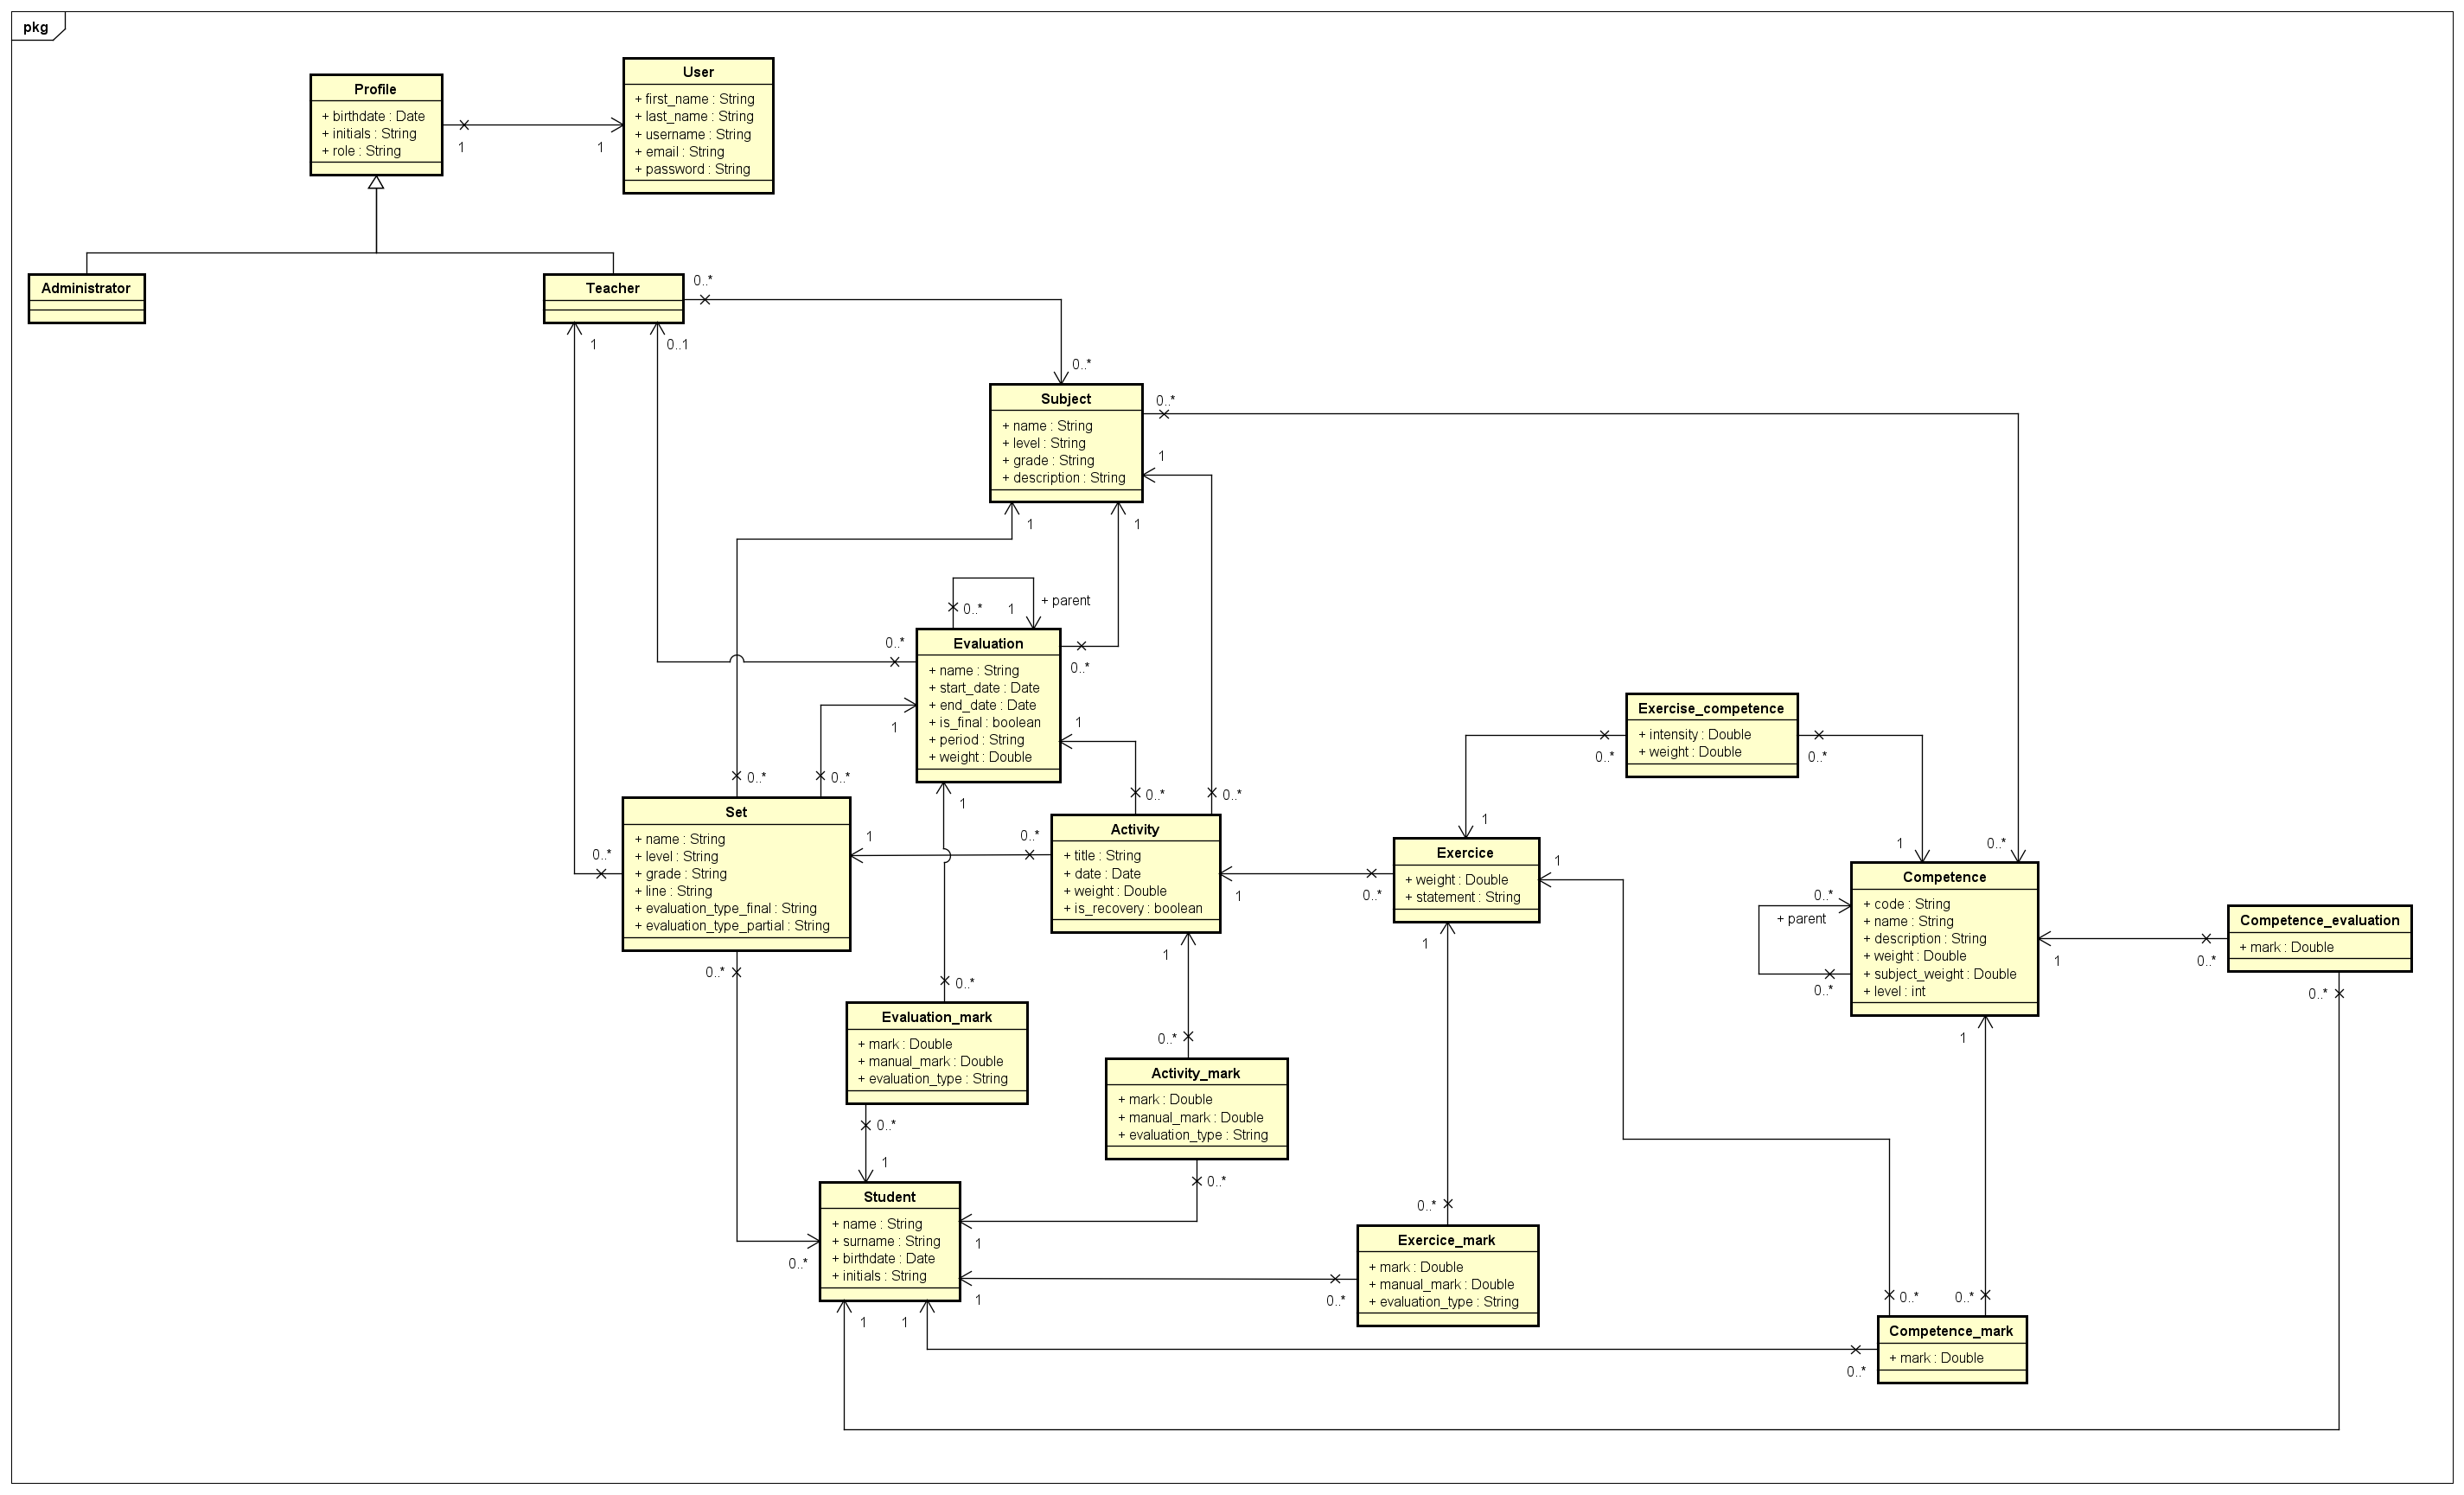 pkg
Profile
+ birthdate : Date
+ initials : String
+ role : String
User
+ first_name : String
+ last_name : String
+ username : String
+ email : String
+ password : String
1
1
Administrator
Teacher
0..*
1
0..1
0..*
Subject
+ name : String
+ level : String
+ grade : String
+ description : String
0..*
1
1
1
0..*
1
+ parent
0..*
Evaluation
+ name : String
+ start_date : Date
+ end_date : Date
+ is_final : boolean
+ period : String
+ weight : Double
0..*
1
1
0..*
0..*
1
0..*
0..*
Set
+ name : String
+ level : String
+ grade : String
+ line : String
+ evaluation_type_final : String
+ evaluation_type_partial : String
0..*
1
0..*
Activity
+ title : String
+ date : Date
+ weight : Double
+ is_recovery : boolean
1
0..*
Exercise_competence
+ intensity : Double
+ weight : Double
0..*
0..*
1
Exercice
+ weight : Double
+ statement : String
1
1
0..*
Competence
+ code : String
+ name : String
+ description : String
+ weight : Double
+ subject_weight : Double
+ level : int
0..*
+ parent
0..*
1
0..*
Competence_evaluation
+ mark : Double
0..*
0..*
0..*
1
1
1
Evaluation_mark
+ mark : Double
+ manual_mark : Double
+ evaluation_type : String
0..*
1
0..*
Activity_mark
+ mark : Double
+ manual_mark : Double
+ evaluation_type : String
0..*
Student
+ name : String
+ surname : String
+ birthdate : Date
+ initials : String
0..*
1
1
1
1
0..*
0..*
Exercice_mark
+ mark : Double
+ manual_mark : Double
+ evaluation_type : String
0..*
0..*
Competence_mark
+ mark : Double
0..*